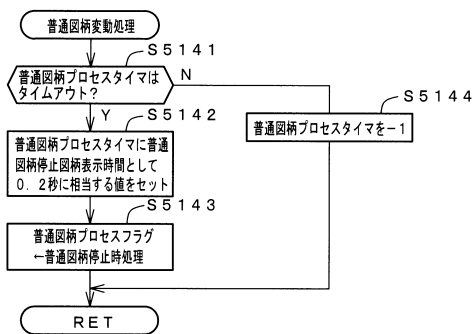 普通図柄変動処理
S5141
普通図柄プロセスタイマは
タイムアウト?
N
Y
S5142
S5144
普通図柄プロセスタイマを−1
普通図柄プロセスタイマに普通
図柄停止図柄表示時間として
0.2秒に相当する値をセット
S5143
普通図柄プロセスフラグ
←普通図柄停止時処理
RET